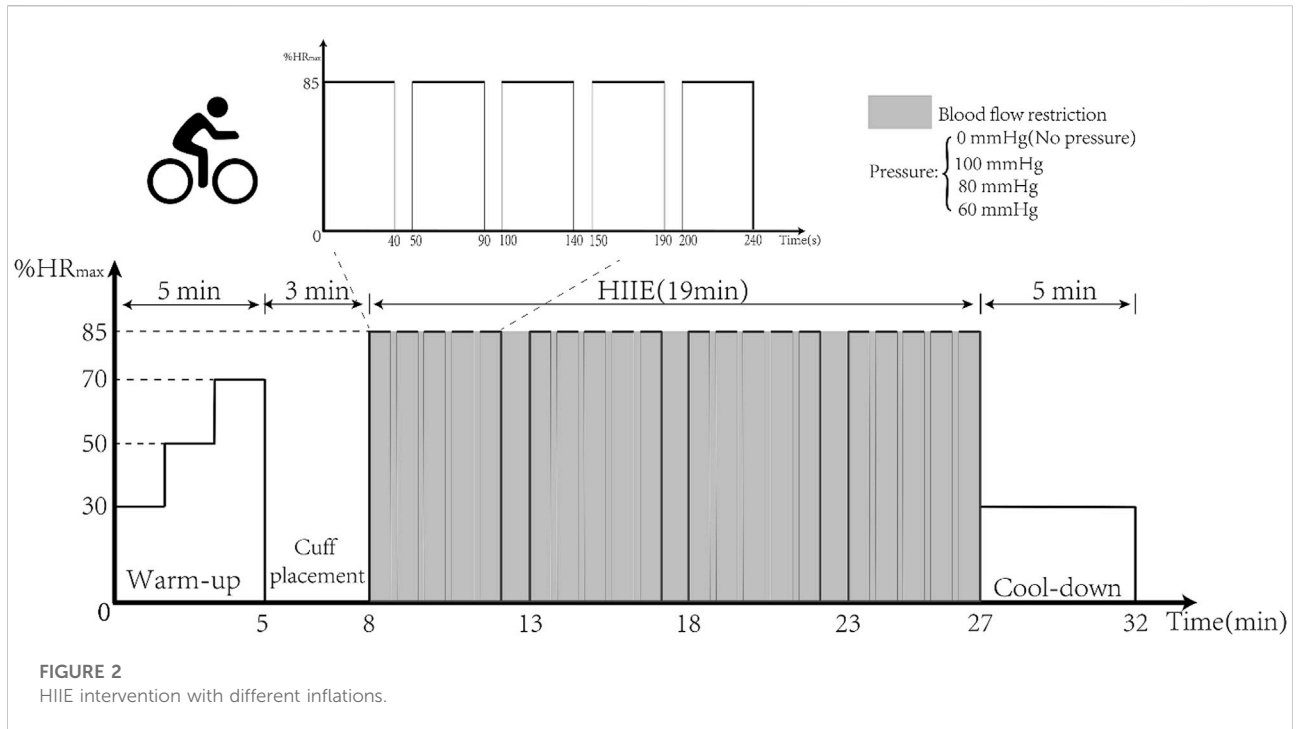 %HRmax
85
0
40 50 90 100 140 150 190 200 240 Time(s)
Blood flow restriction
Pressure:
0 mmHg(No pressure)
100 mmHg
80 mmHg
60 mmHg
%HRmax
5 min
3 min
HIIE(19min)
5 min
85
70
50
30
0
Warm-up
Cuff
placement
Cool-down
5 8 13 18 23 27 32 Time(min)
FIGURE 2
HIIE intervention with different inflations.